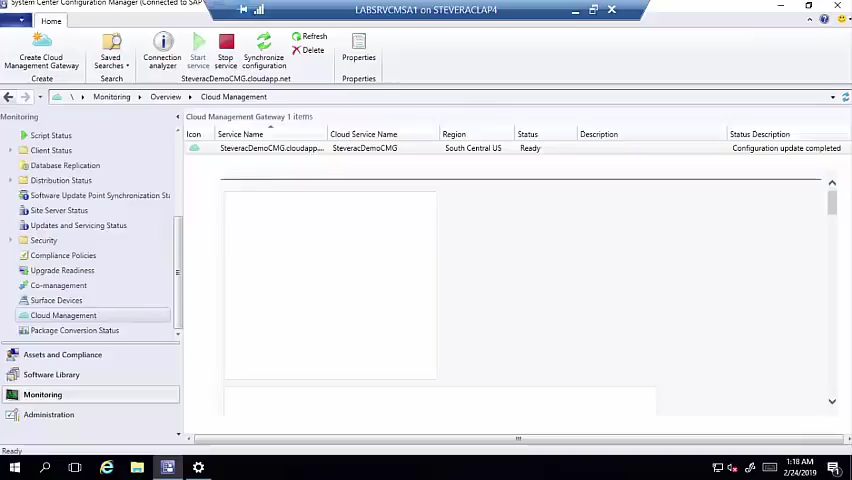 System Center Configuration Manager (Connected to SAP
LABSRVCMSA1 on STEVERACLAP4
Home
Create Cloud
Management Gateway
Create
Saved
Searches
Search
Connection
analyzer
Start
service
Stop
service
Synchronize
configuration
SteveracDemoCMG.cloudapp.net
Refresh
Delete
Properties
Properties
\ Monitoring Overview Cloud Management
Monitoring
Script Status
Client Status
Database Replication
Distribution Status
Software Update Point Synchronization Sta
Site Server Status
Updates and Servicing Status
Security
Compliance Policies
Upgrade Readiness
Co-management
Surface Devices
Cloud Management
Package Conversion Status
Assets and Compliance
Software Library
Monitoring
Administration
Cloud Management Gateway 1 items
Icon Service Name Cloud Service Name Region Status Description Status Description
SteveracDemoCMG.cloudapp... SteveracDemoCMG South Central US Ready Configuration update completed
Ready
1:18 AM
2/24/2019